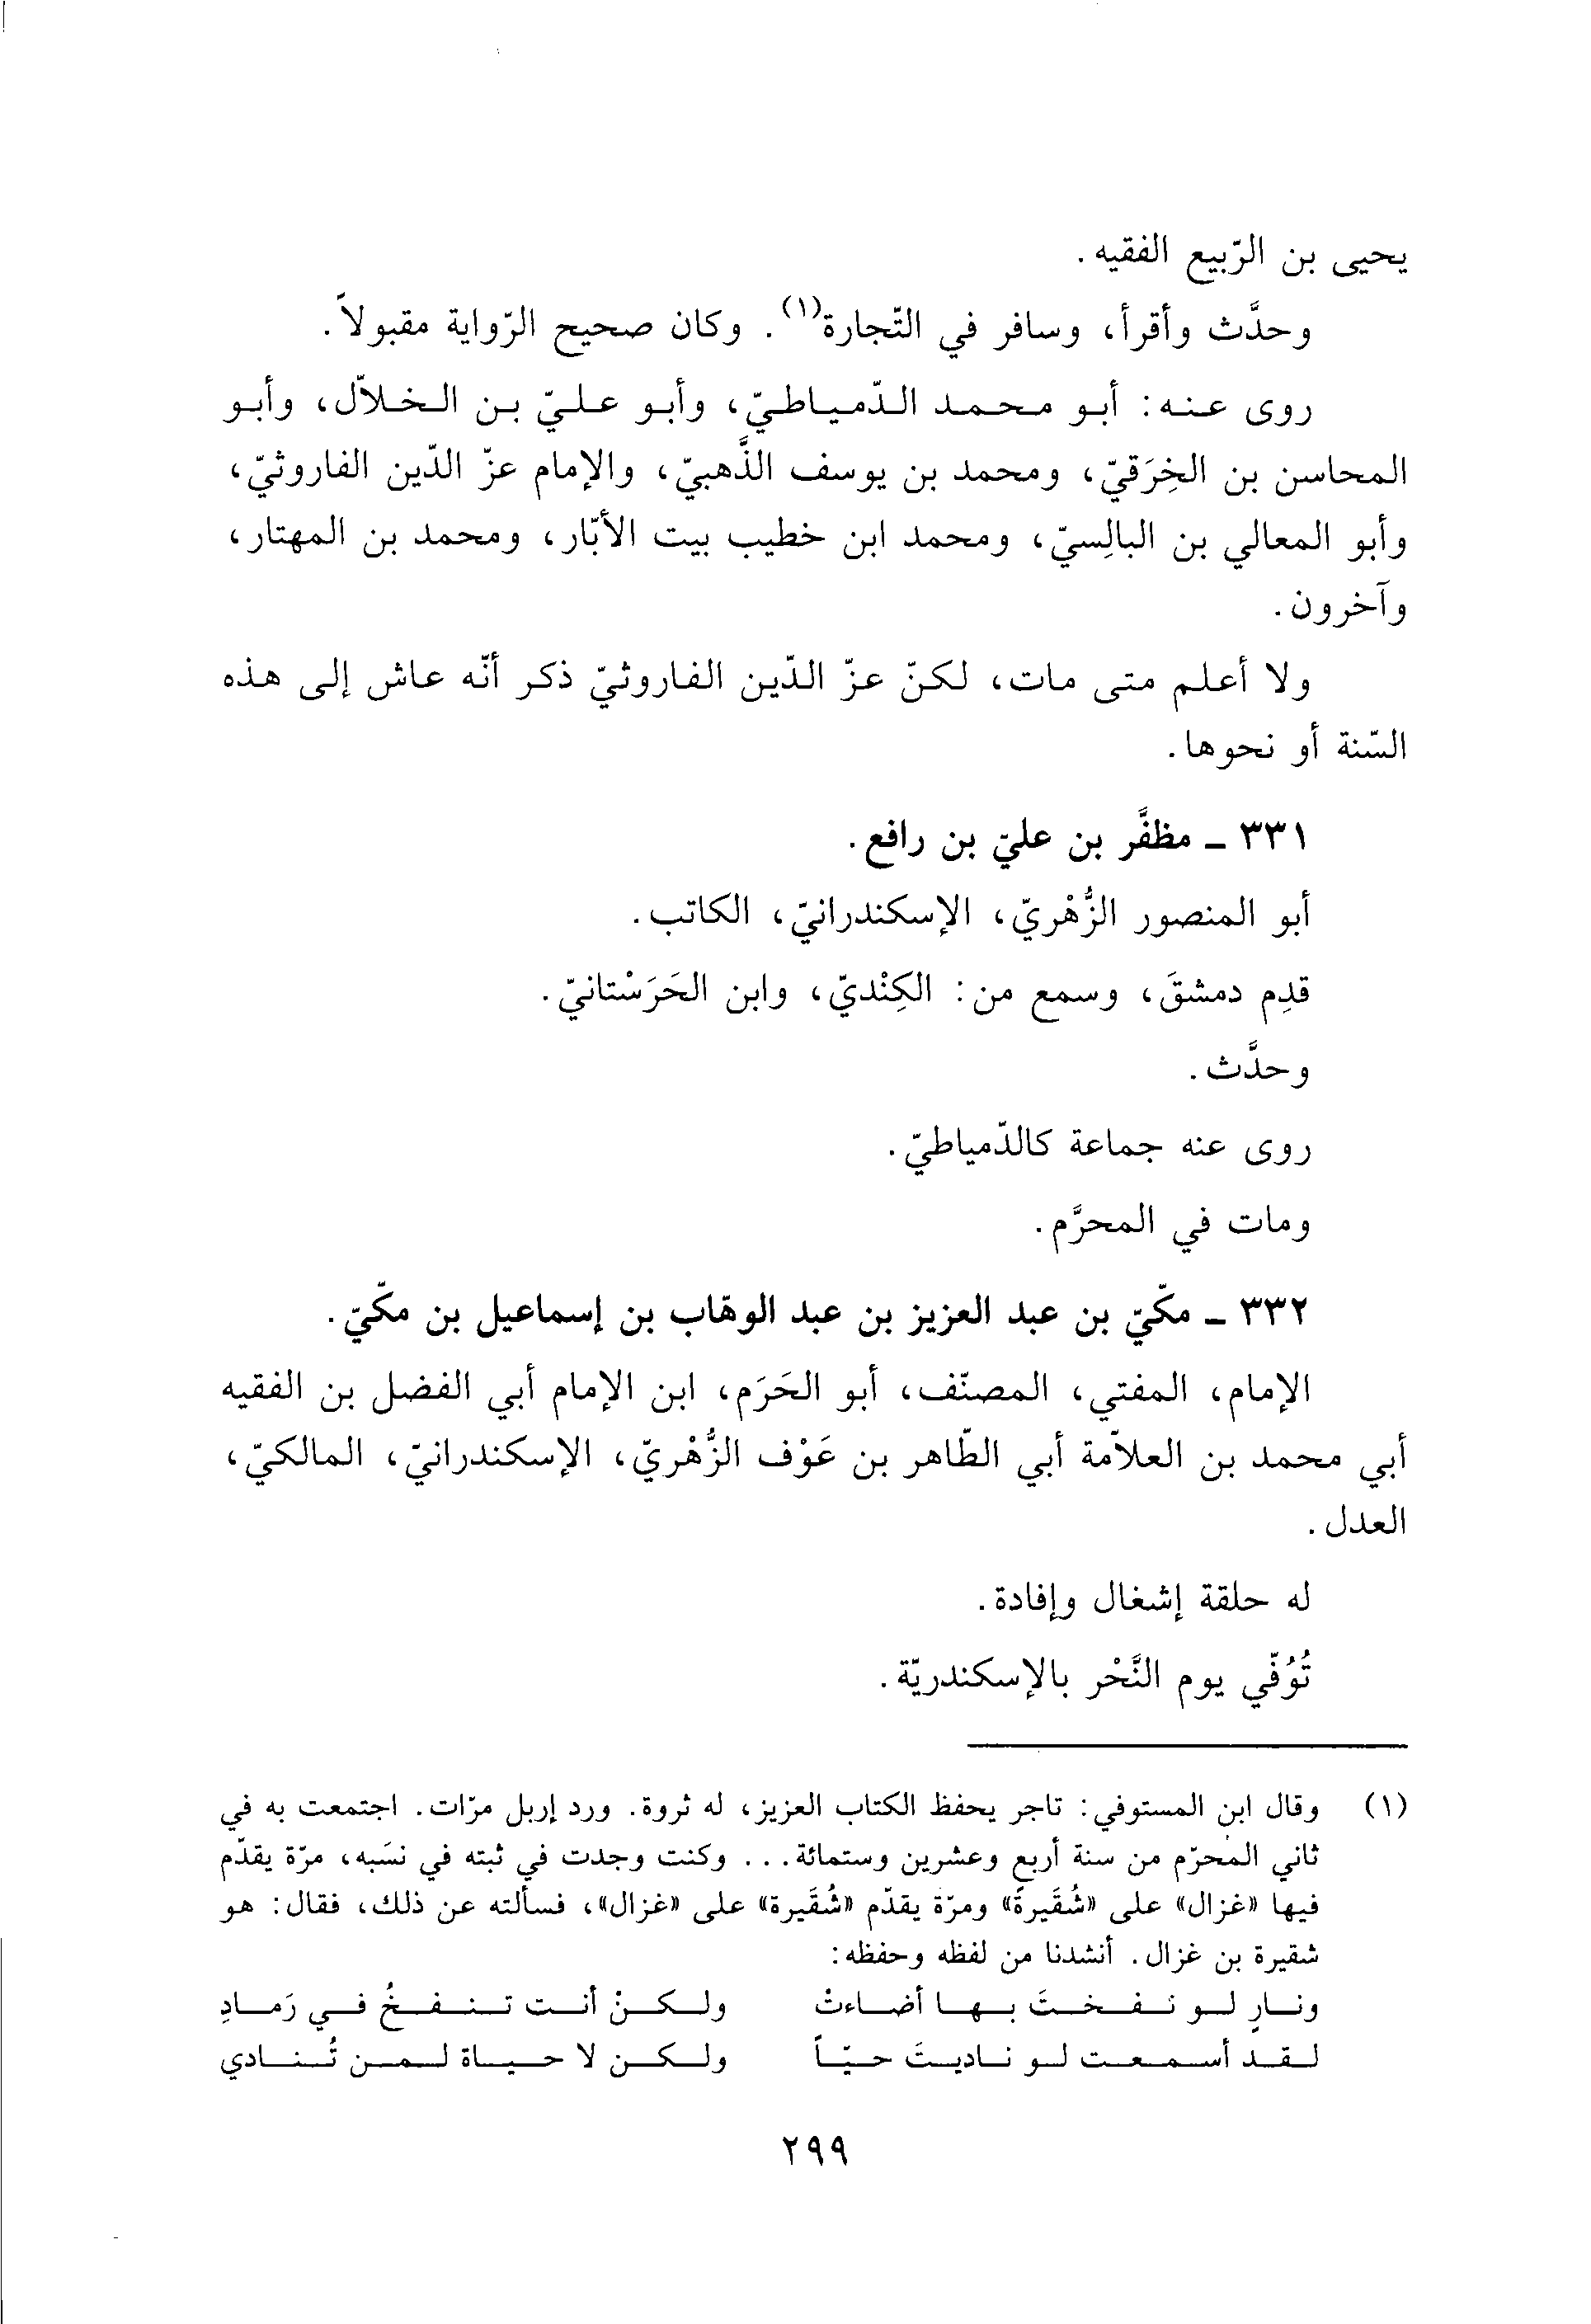 يحيى بن الرّبيع الفقيه.
وحدَّث وأقرأ، وسافر في التّجارة(١). وكان صحيح الرّواية مقبولاً.
روى عنه: أبو محمد الدّمياطيّ، وأبو عليّ بن الخلاّل، وأبو
المحاسن بن الخِرَقيّ، ومحمد بن يوسف الذَّهبيّ، والإمام عزّ الدّين الفاروثيّ،
وأبو المعالي بن البالِسيّ، ومحمد ابن خطيب بيت الأبّار، ومحمد بن المهتار،
وآخرون.
ولا أعلم متى مات، لكنّ عزّ الدّين الفاروثيّ ذكر أنّه عاش إلى هذه
السّنة أو نحوها.
٣٣١ ـ مظفَّر بن عليّ بن رافع.
أبو المنصور الزُّهْريّ، الإسكندرانيّ، الكاتب.
قدِم دمشقَ، وسمع من: الكِنْديّ، وابن الحَرَسْتانيّ.
وحدَّث.
روى عنه جماعة كالدّمياطيّ.
ومات في المحرَّم.
٣٣٢ ـ مكّيّ بن عبد العزيز بن عبد الوهّاب بن إسماعيل بن مكّيّ.
الإمام، المفتي، المصنّف، أبو الحَرَم، ابن الإمام أبي الفضل بن الفقيه
أبي محمد بن العلاّمة أبي الطّاهر بن عَوْف الزُّهْريّ، الإسكندرانيّ، المالكيّ،
العدل.
له حلقة إشغال وإفادة.
تُوُفّي يوم النَّحْر بالإسكندريّة.
(١) وقال ابن المستوفي: تاجر يحفظ الكتاب العزيز، له ثروة. ورد إربل مرّات. اجتمعت به في
ثاني المحرّم من سنة أربع وعشرين وستمائة... وكنت وجدت في ثبته في نسَبه، مرّة يقدّم
فيها «غزال» على «شُقَيرة» ومرّة يقدّم «شُقَيرة» على «غزال»، فسألته عن ذلك، فقال: هو
شقيرة بن غزال. أنشدنا من لفظه وحفظه:
ونارٍ لو نفختَ بها أضاءتْ ولكنْ أنت تنفخُ في رَمادِ
لقد أسمعت لو ناديتَ حيّاً ولكن لا حياة لمن تُنادي
٢٩٩